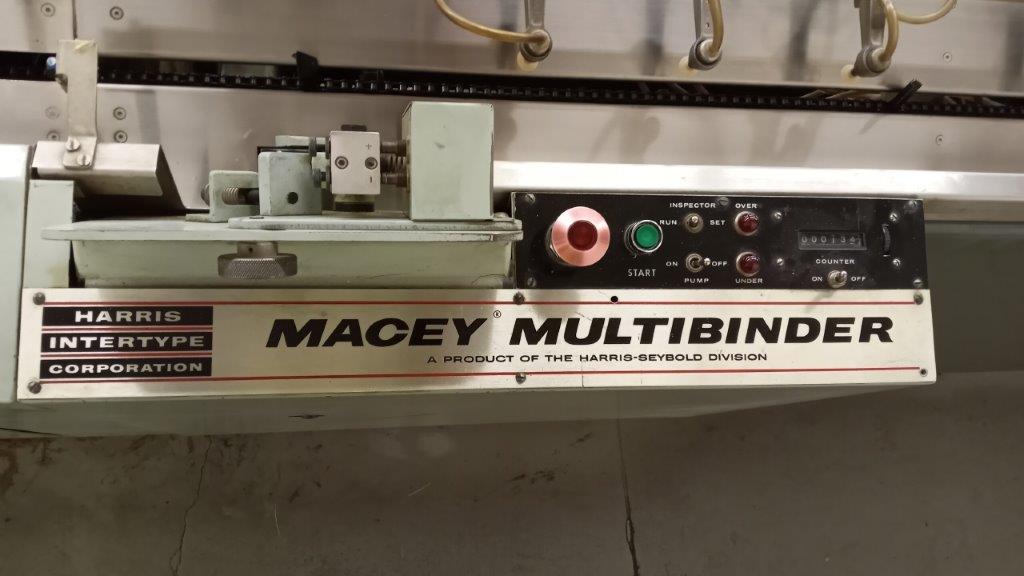 INSPECTOR OVER
RUN SET
START
ON OFF
PUMP UNDER
COUNTER
ON OFF
+
-
HARRIS
INTERTYPE
CORPORATION
MACEY® MULTIBINDER
A PRODUCT OF THE HARRIS-SEYBOLD DIVISION